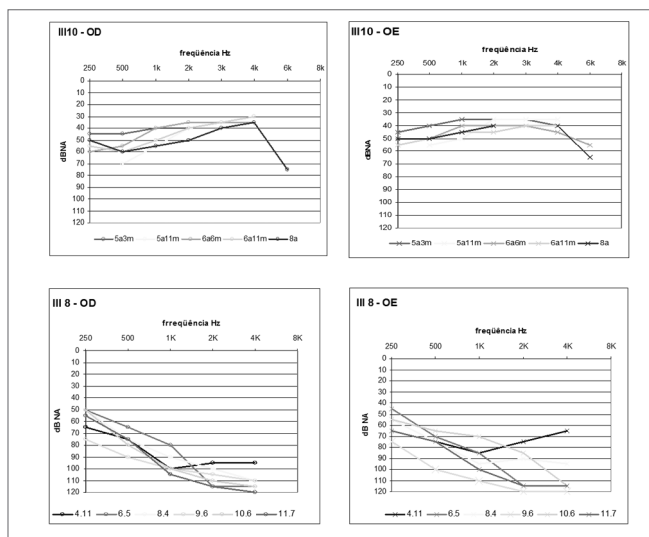 III10 - OD
freqüência Hz
250 500 1k 2k 3k 4k 6k 8k
0
10
20
30
40
50
60
70
80
90
100
110
120
dBNA
5a3m 5a11m 6a6m 6a11m 8a
III10 - OE
freqüência Hz
250 500 1k 2k 3k 4k 6k 8k
0
10
20
30
40
50
60
70
80
90
100
110
120
dBNA
5a3m 5a11m 6a6m 6a11m 8a
III 8 - OD
frreqüência Hz
250 500 1K 2K 4K 8K
0
10
20
30
40
50
60
70
80
90
100
110
120
dB NA
4.11 6.5 8.4 9.6 10.6 11.7
III 8 - OE
freqüência Hz
250 500 1K 2K 4K 8K
0
10
20
30
40
50
60
70
80
90
100
110
120
dB NA
4.11 6.5 8.4 9.6 10.6 11.7